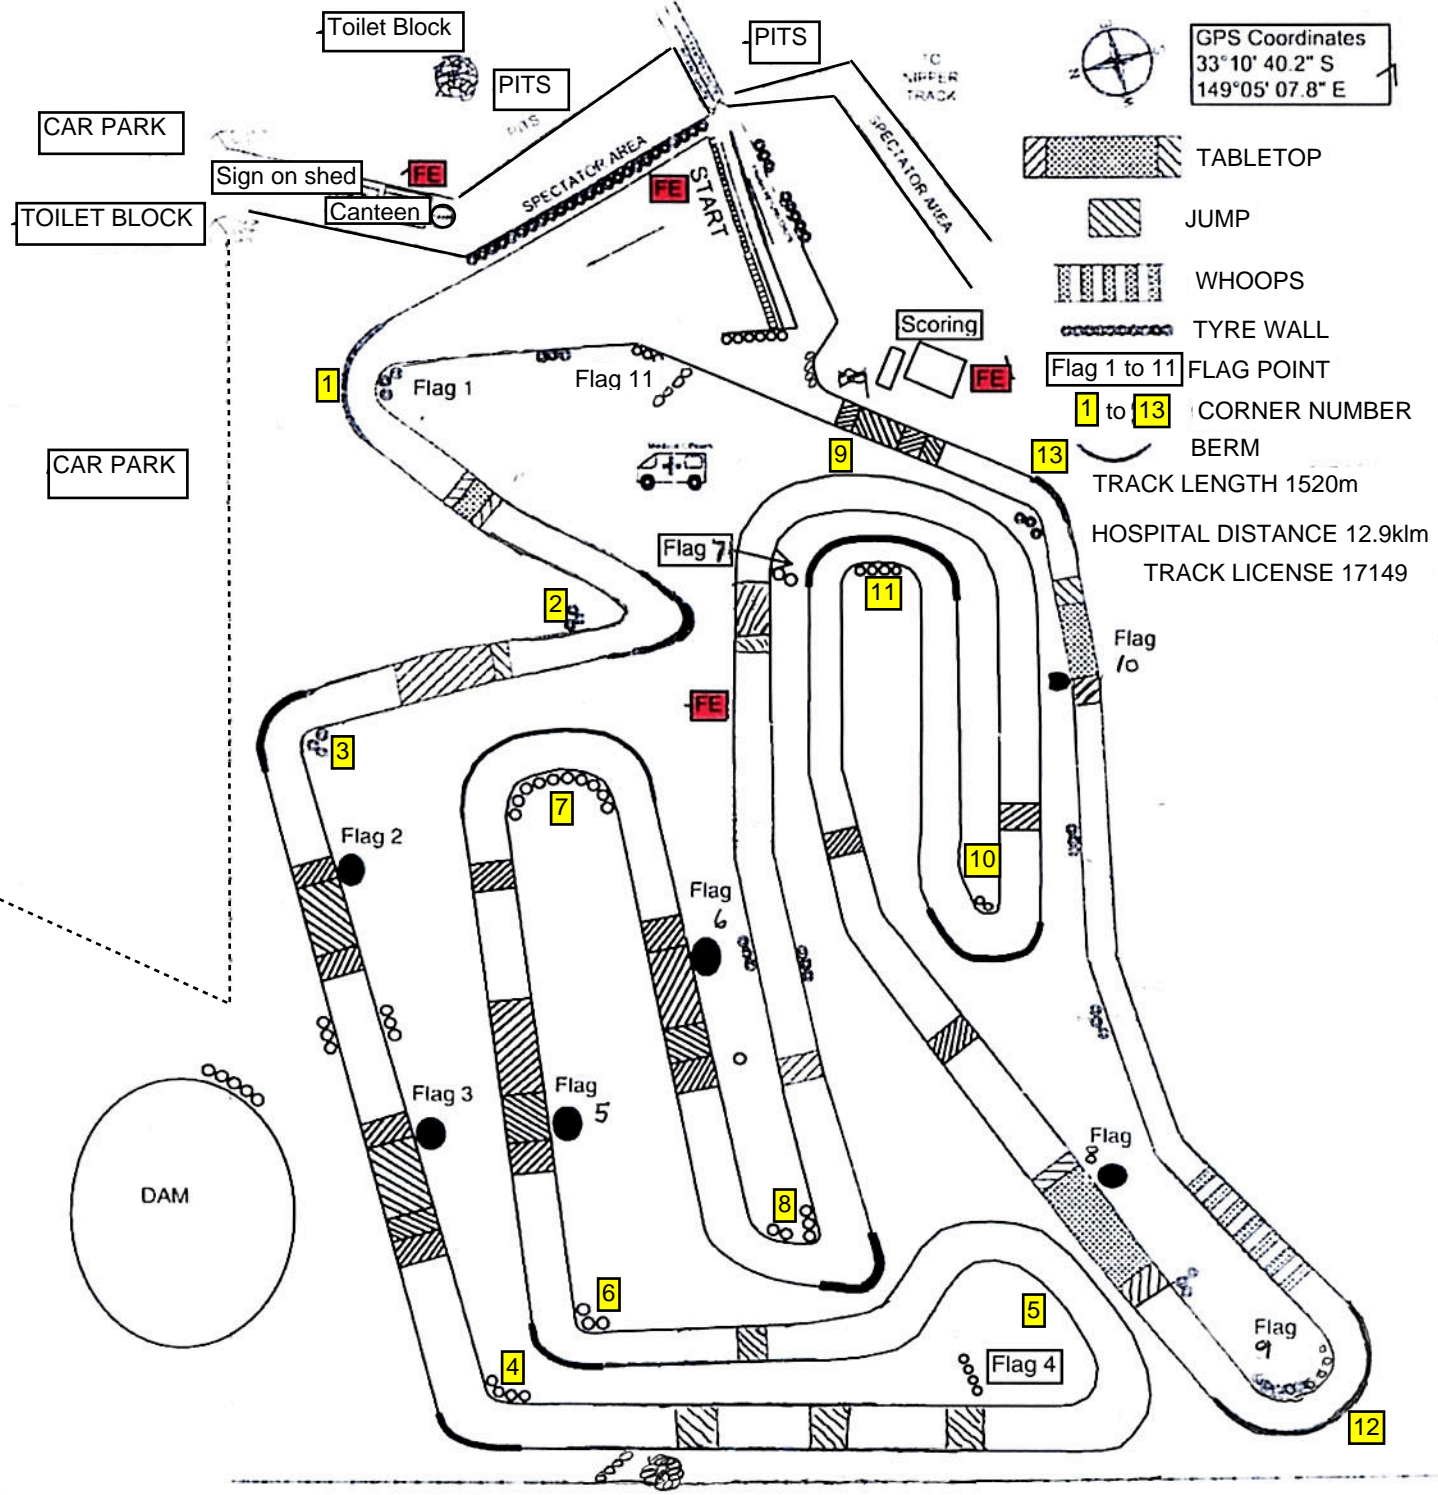 Toilet Block
PITS
GPS Coordinates
33°10' 40.2" S
149°05' 07.8" E
TO
NIPPER
TRACK
PITS
CAR PARK
PITS
SPECTATOR AREA
SPECTATOR AREA
TABLETOP
Sign on shed
FE
FE
START
Canteen
TOILET BLOCK
JUMP
WHOOPS
Scoring
TYRE WALL
Flag 1 to 11 FLAG POINT
FE
1
Flag 1
Flag 11
1 to 13 CORNER NUMBER
9
13
BERM
CAR PARK
TRACK LENGTH 1520m
HOSPITAL DISTANCE 12.9klm
TRACK LICENSE 17149
Flag 7
11
2
Flag
10
FE
3
7
Flag 2
10
Flag
6
Flag 3
Flag
5
Flag
DAM
8
6
5
Flag
9
4
Flag 4
12